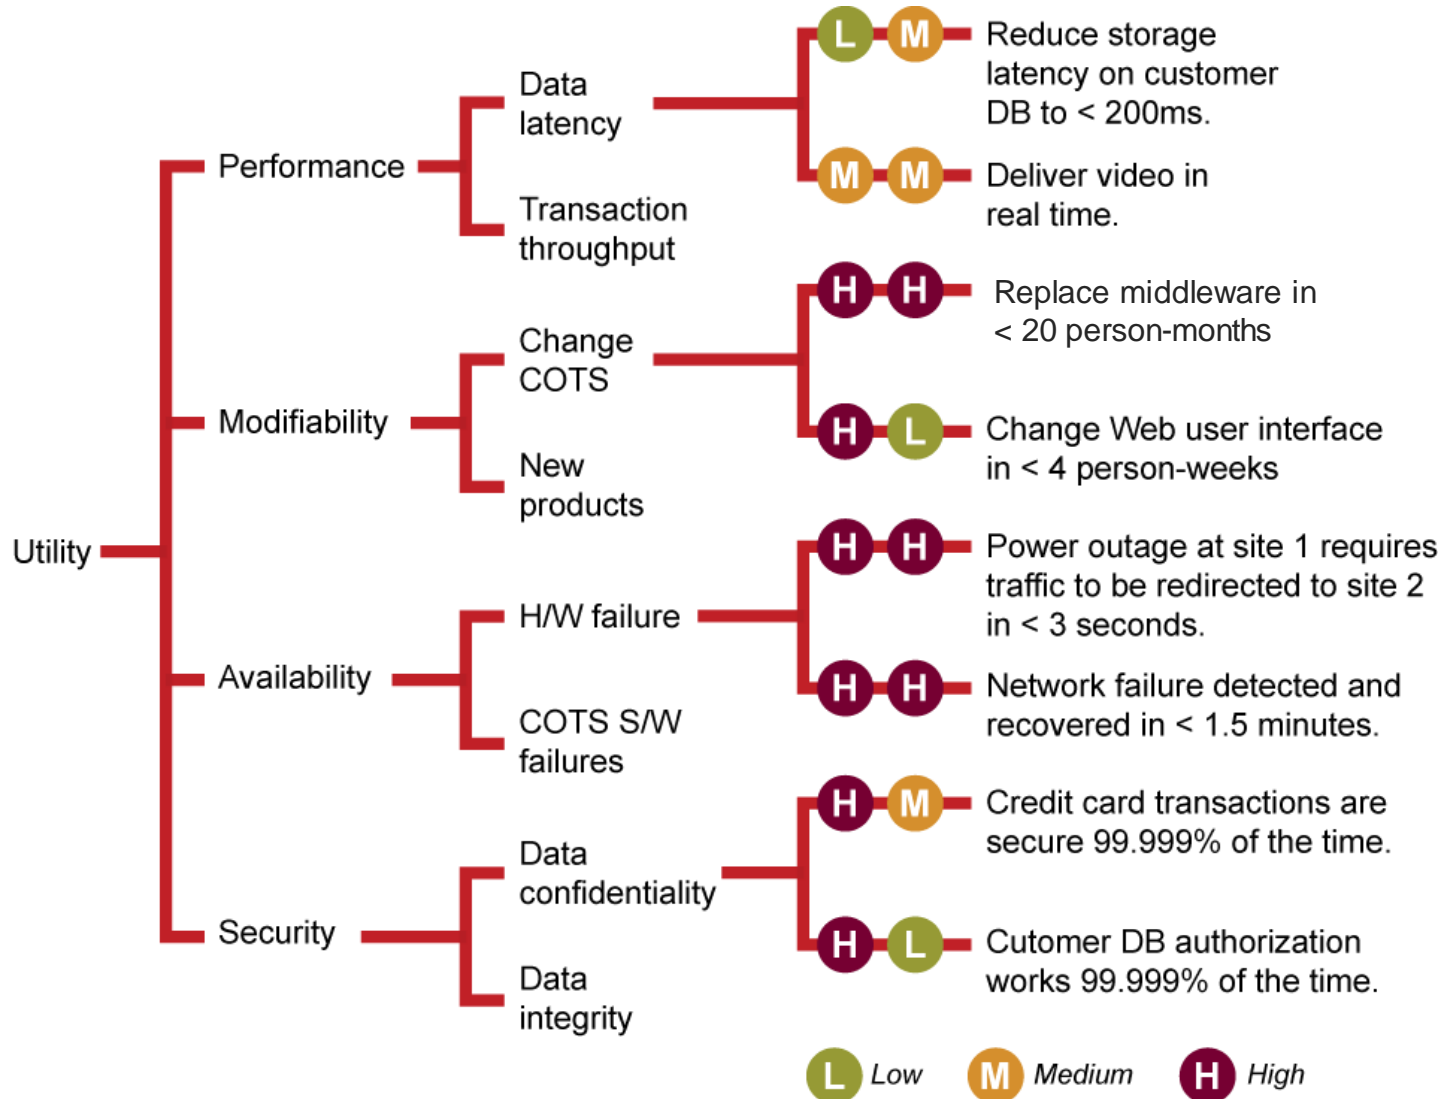 Utility
Performance
Data
latency
L M
Reduce storage
latency on customer
DB to < 200ms.
M M
Deliver video in
real time.
Transaction
throughput
Modifiability
Change
COTS
H H
Replace middleware in
< 20 person-months
H L
Change Web user interface
in < 4 person-weeks
New
products
Availability
H/W failure
H H
Power outage at site 1 requires
traffic to be redirected to site 2
in < 3 seconds.
H H
Network failure detected and
recovered in < 1.5 minutes.
COTS S/W
failures
Security
Data
confidentiality
H M
Credit card transactions are
secure 99.999% of the time.
H L
Cutomer DB authorization
works 99.999% of the time.
Data
integrity
L Low M Medium H High